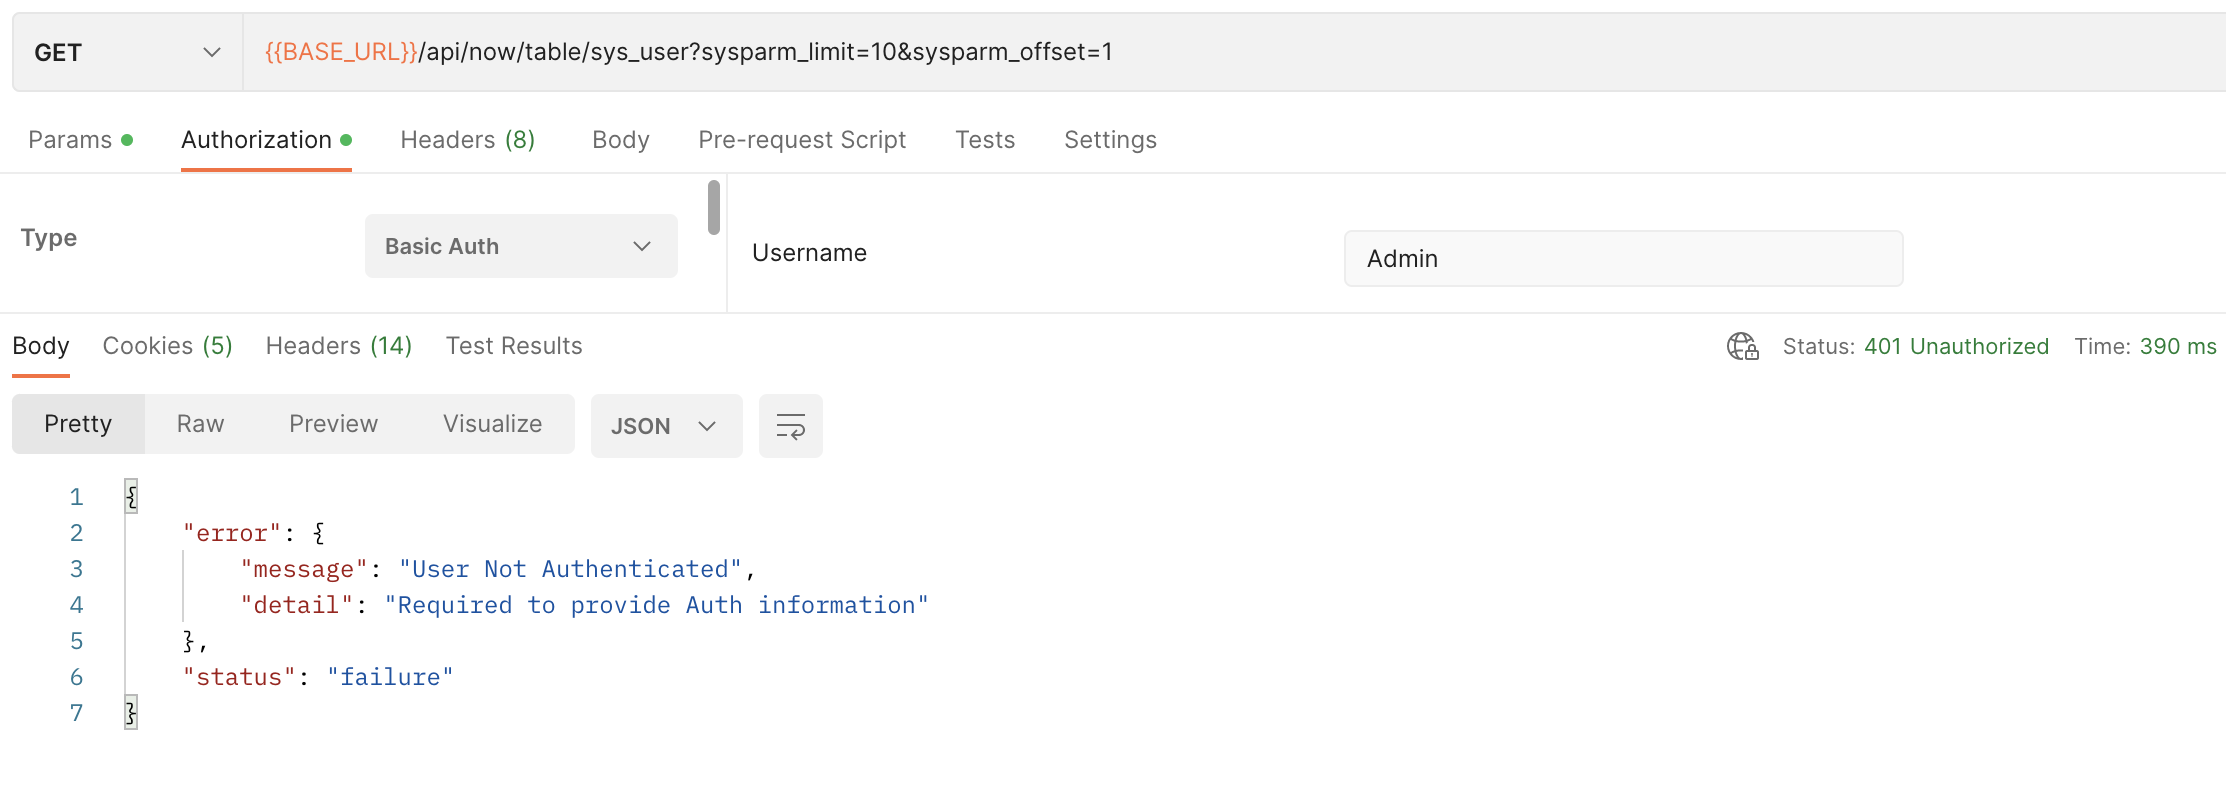 GET {{BASE_URL}}/api/now/table/sys_user?sysparm_limit=10&sysparm_offset=1
Params Authorization Headers (8) Body Pre-request Script Tests Settings
Type Basic Auth Username Admin
Body Cookies (5) Headers (14) Test Results Status: 401 Unauthorized Time: 390 ms
Pretty Raw Preview Visualize JSON
1 {
2 "error": {
3 "message": "User Not Authenticated",
4 "detail": "Required to provide Auth information"
5 },
6 "status": "failure"
7 }